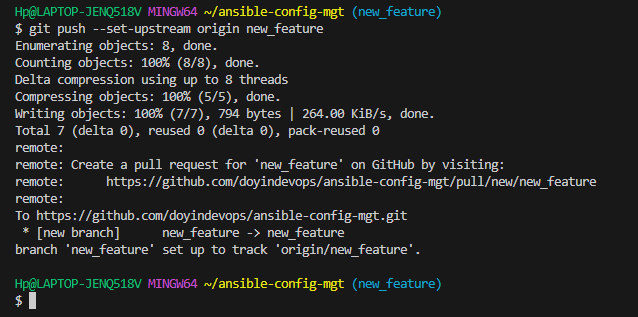 Hp@LAPTOP-JENQ518V MINGW64 ~/ansible-config-mgt (new_feature)
$ git push --set-upstream origin new_feature
Enumerating objects: 8, done.
Counting objects: 100% (8/8), done.
Delta compression using up to 8 threads
Compressing objects: 100% (5/5), done.
Writing objects: 100% (7/7), 794 bytes | 264.00 KiB/s, done.
Total 7 (delta 0), reused 0 (delta 0), pack-reused 0
remote:
remote: Create a pull request for 'new_feature' on GitHub by visiting:
remote:      https://github.com/doyindevops/ansible-config-mgt/pull/new/new_feature
remote:
To https://github.com/doyindevops/ansible-config-mgt.git
 * [new branch]      new_feature -> new_feature
branch 'new_feature' set up to track 'origin/new_feature'.
Hp@LAPTOP-JENQ518V MINGW64 ~/ansible-config-mgt (new_feature)
$